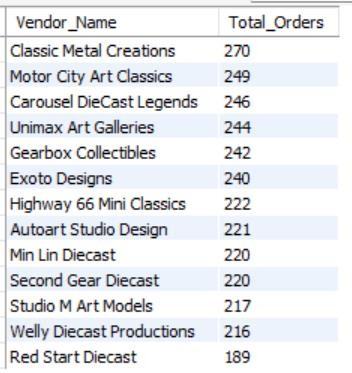 Vendor_Name Total_Orders
Classic Metal Creations 270
Motor City Art Classics 249
Carousel DieCast Legends 246
Unimax Art Galleries 244
Gearbox Collectibles 242
Exoto Designs 240
Highway 66 Mini Classics 222
Autoart Studio Design 221
Min Lin Diecast 220
Second Gear Diecast 220
Studio M Art Models 217
Welly Diecast Productions 216
Red Start Diecast 189